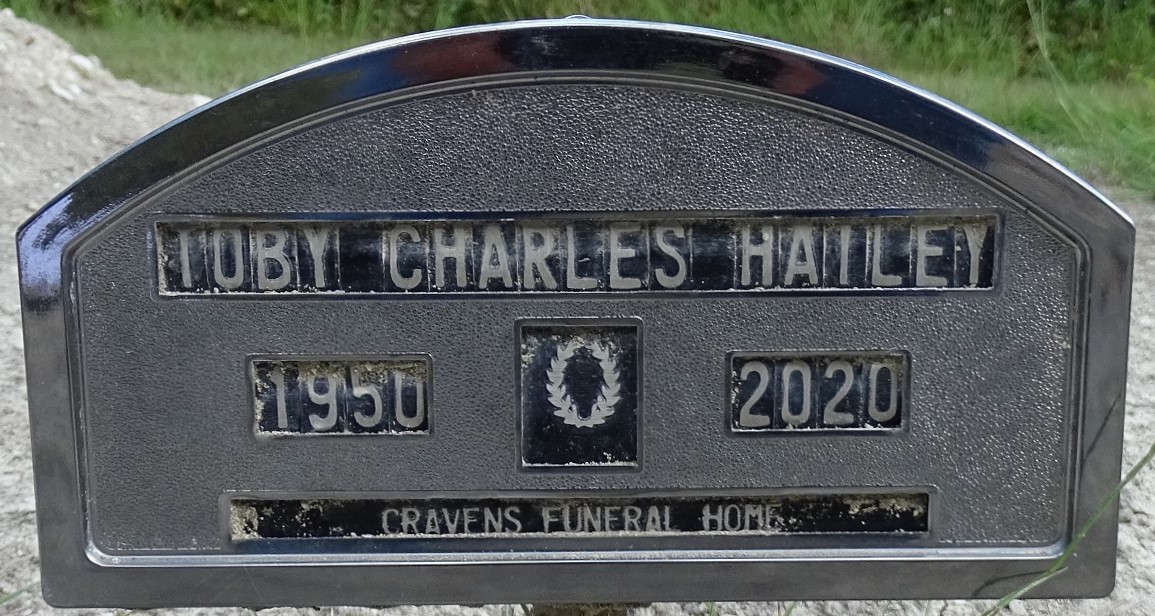 TOBY CHARLES HAILEY
1950 2020
CRAVENS FUNERAL HOME